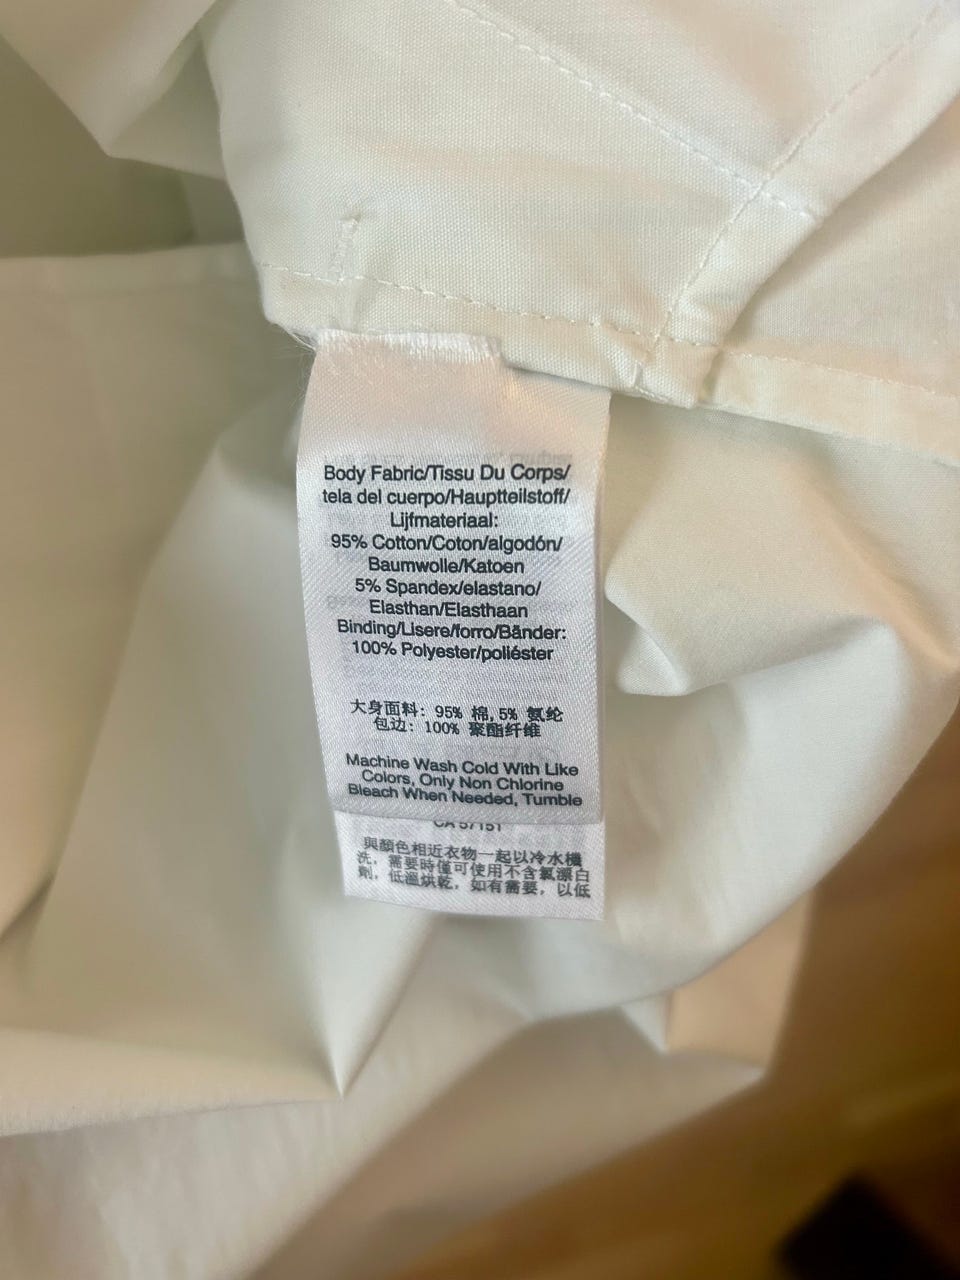 Body Fabric/Tissu Du Corps/
tela del cuerpo/Hauptteilstoff/
Lijfmateriaal:
95% Cotton/Coton/algodón/
Baumwolle/Katoen
5% Spandex/elastano/
Elasthan/Elasthaan
Binding/Lisere/forro/Bänder:
100% Polyester/poliéster
大身面料: 95% 棉,5% 氨纶
包边: 100% 聚酯纤维
Machine Wash Cold With Like
Colors, Only Non Chlorine
Bleach When Needed, Tumble
CA 57151
與顏色相近衣物一起以冷水機
洗, 需要時僅可使用不含氯漂白
劑, 低溫烘乾, 如有需要, 以低